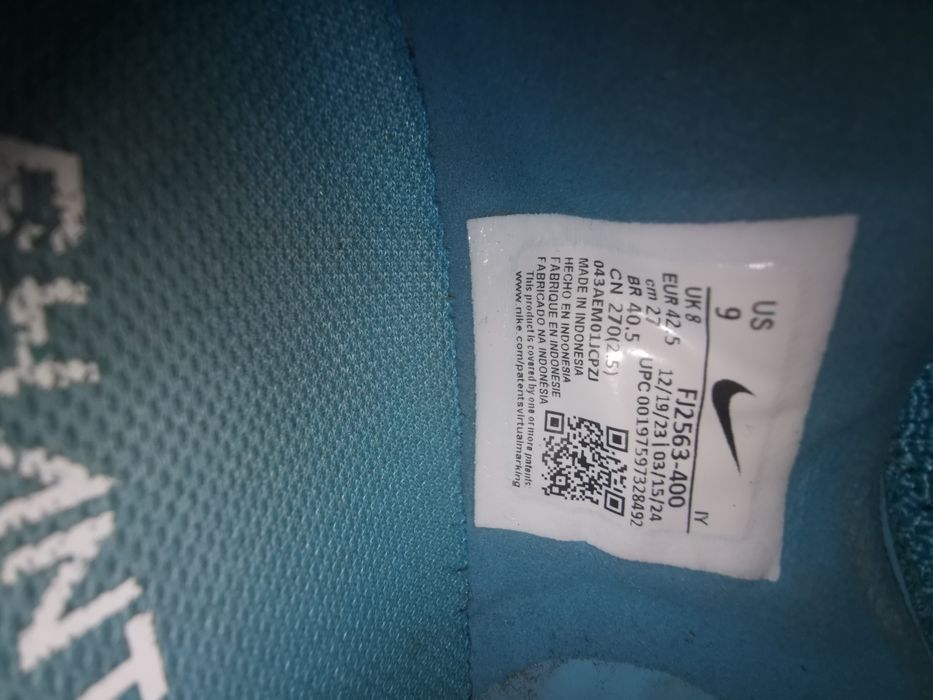 US
9
UK 8
EUR 42.5
cm 27
BR 40.5
CN 270(2.5)
FJ2563-400
IY
12/19/23|03/15/24
UPC 00197597328492
043AEM01JCPZJ
MADE IN INDONESIA
HECHO EN INDONESIA
FABRIQUE EN INDONESIE
FABRICADO NA INDONÉSIA
This product is covered by one or more patents:
www.nike.com/patentsvirtualmarking